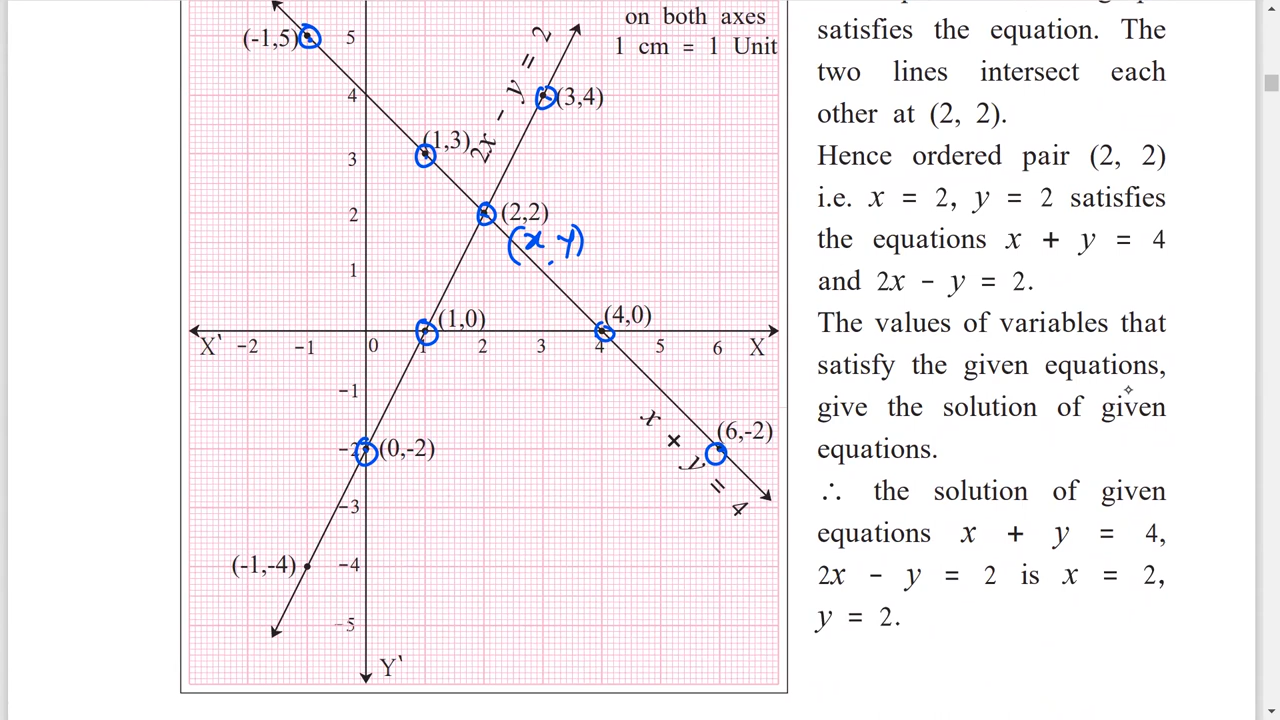 on both axes
1 cm = 1 Unit
(-1,5)
5
2x - y = 2
4
(3,4)
(1,3)
3
2
(2,2)
(x, y)
1
(1,0)
(4,0)
X' -2 -1 0 1 2 3 4 5 6 X
-1
(6,-2)
-2
(0,-2)
x + y = 4
-3
(-1,-4)
-4
-5
Y'
satisfies the equation. The
two lines intersect each
other at (2, 2).
Hence ordered pair (2, 2)
i.e. x = 2, y = 2 satisfies
the equations x + y = 4
and 2x - y = 2.
The values of variables that
satisfy the given equations,
give the solution of given
equations.
∴ the solution of given
equations x + y = 4,
2x - y = 2 is x = 2,
y = 2.